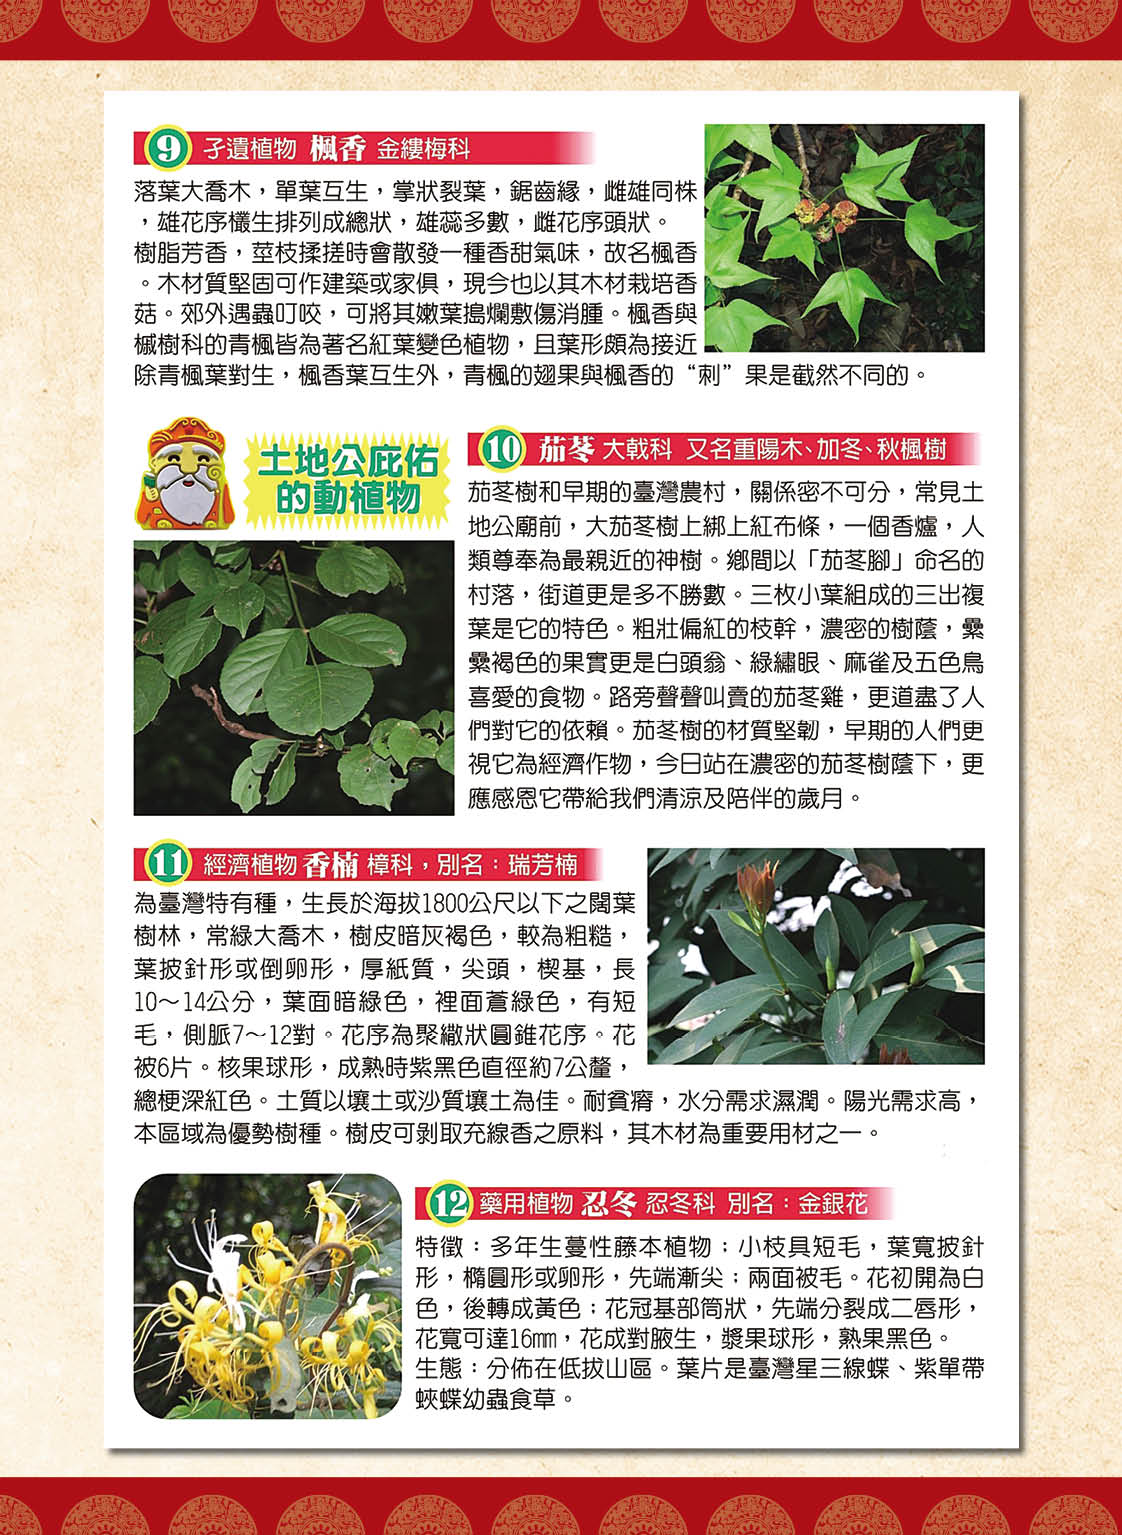 9 孑遺植物 楓香 金縷梅科
落葉大喬木，單葉互生，掌狀裂葉，鋸齒緣，雌雄同株
，雄花序欉生排列成總狀，雄蕊多數，雌花序頭狀。
樹脂芳香，莖枝揉搓時會散發一種香甜氣味，故名楓香
。木材質堅固可作建築或家俱，現今也以其木材栽培香
菇。郊外遇蟲叮咬，可將其嫩葉搗爛敷傷消腫。楓香與
槭樹科的青楓皆為著名紅葉變色植物，且葉形頗為接近
除青楓葉對生，楓香葉互生外，青楓的翅果與楓香的“刺”果是截然不同的。
土地公庇佑
的動植物
10 茄苳 大戟科 又名重陽木、加冬、秋楓樹
茄苳樹和早期的臺灣農村，關係密不可分，常見土
地公廟前，大茄苳樹上綁上紅布條，一個香爐，人
類尊奉為最親近的神樹。鄉間以「茄苳腳」命名的
村落，街道更是多不勝數。三枚小葉組成的三出複
葉是它的特色。粗壯偏紅的枝幹，濃密的樹蔭，纍
纍褐色的果實更是白頭翁、綠繡眼、麻雀及五色鳥
喜愛的食物。路旁聲聲叫賣的茄苳雞，更道盡了人
們對它的依賴。茄苳樹的材質堅韌，早期的人們更
視它為經濟作物，今日站在濃密的茄苳樹蔭下，更
應感恩它帶給我們清涼及陪伴的歲月。
11 經濟植物 香楠 樟科，別名：瑞芳楠
為臺灣特有種，生長於海拔1800公尺以下之闊葉
樹林，常綠大喬木，樹皮暗灰褐色，較為粗糙，
葉披針形或倒卵形，厚紙質，尖頭，楔基，長
10～14公分，葉面暗綠色，裡面蒼綠色，有短
毛，側脈7～12對。花序為聚繖狀圓錐花序。花
被6片。核果球形，成熟時紫黑色直徑約7公釐，
總梗深紅色。土質以壤土或沙質壤土為佳。耐貧瘠，水分需求濕潤。陽光需求高，
本區域為優勢樹種。樹皮可剝取充線香之原料，其木材為重要用材之一。
12 藥用植物 忍冬 忍冬科 別名：金銀花
特徵：多年生蔓性藤本植物；小枝具短毛，葉寬披針
形，橢圓形或卵形，先端漸尖；兩面被毛。花初開為白
色，後轉成黃色；花冠基部筒狀，先端分裂成二唇形，
花寬可達16mm，花成對腋生，漿果球形，熟果黑色。
生態：分佈在低拔山區。葉片是臺灣星三線蝶、紫單帶
蛺蝶幼蟲食草。